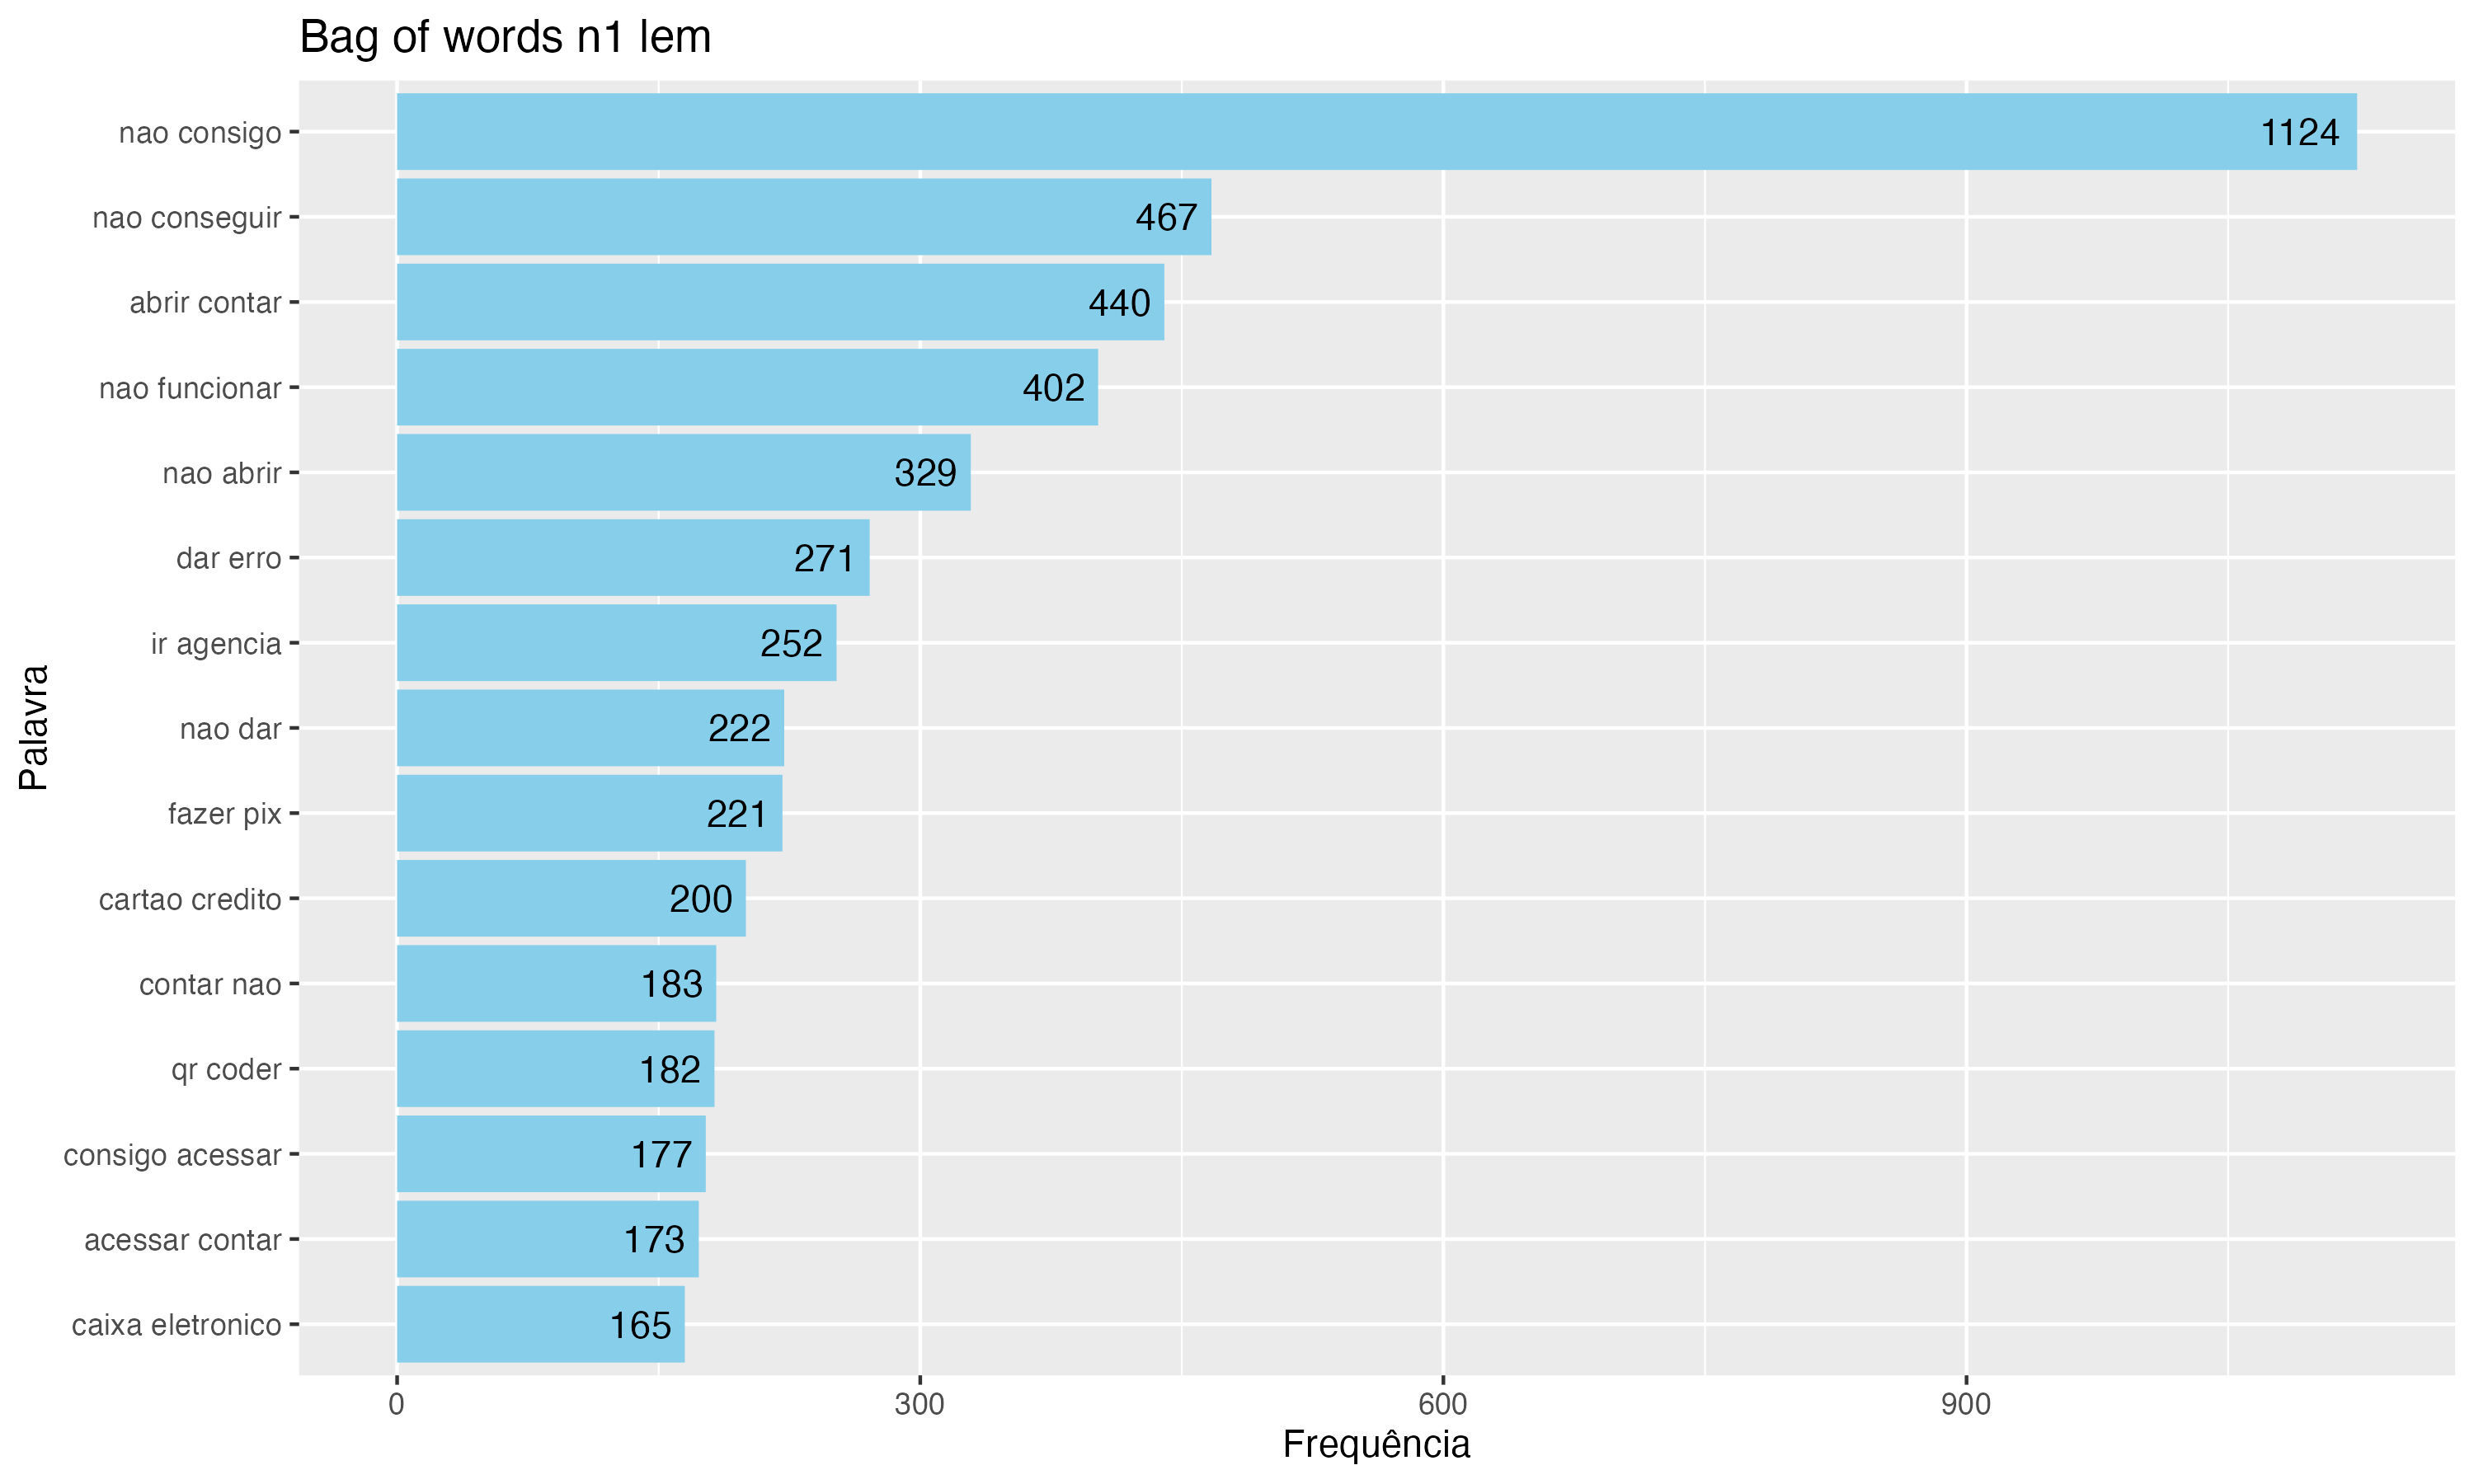 Bag of words n1 lem
Palavra
nao consigo 1124
nao conseguir 467
abrir contar 440
nao funcionar 402
nao abrir 329
dar erro 271
ir agencia 252
nao dar 222
fazer pix 221
cartao credito 200
contar nao 183
qr coder 182
consigo acessar 177
acessar contar 173
caixa eletronico 165
0 300 600 900
Frequência